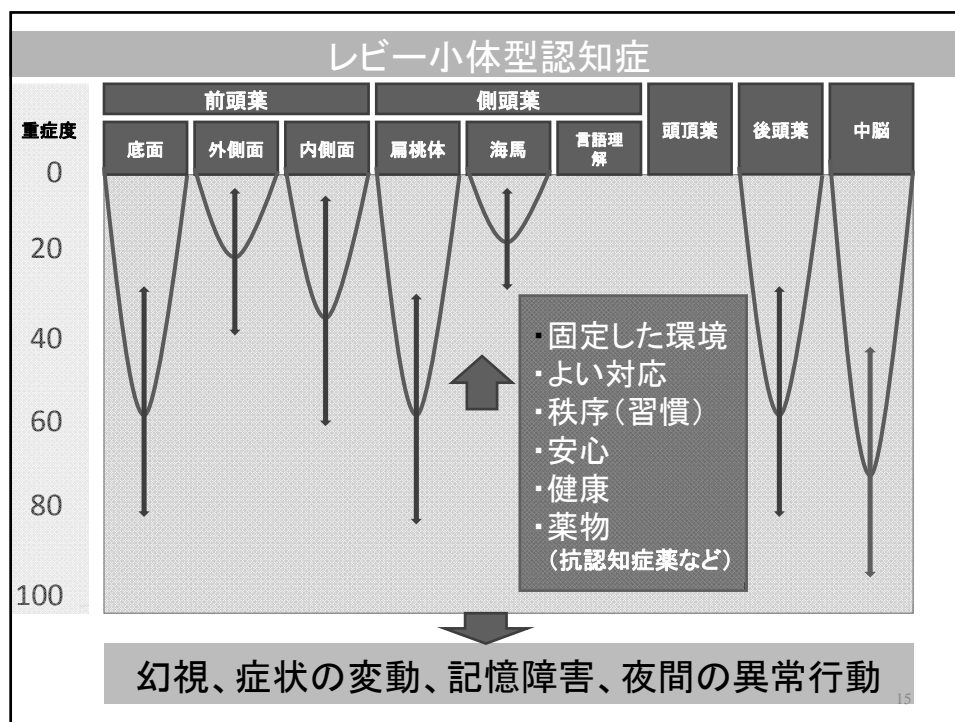 レビー小体型認知症
前頭葉
側頭葉
頭頂葉
後頭葉
中脳
重症度
底面
外側面
内側面
扁桃体
海馬
言語理
解
0
20
40
60
80
100
・固定した環境
・よい対応
・秩序(習慣)
・安心
・健康
・薬物
(抗認知症薬など)
幻視、症状の変動、記憶障害、夜間の異常行動
15